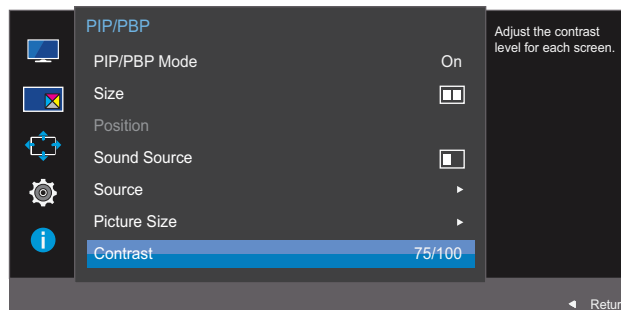 PIP/PBP
PIP/PBP Mode On
Size
Position
Sound Source
Source
Picture Size
Contrast 75/100
Adjust the contrast
level for each screen.
Retur